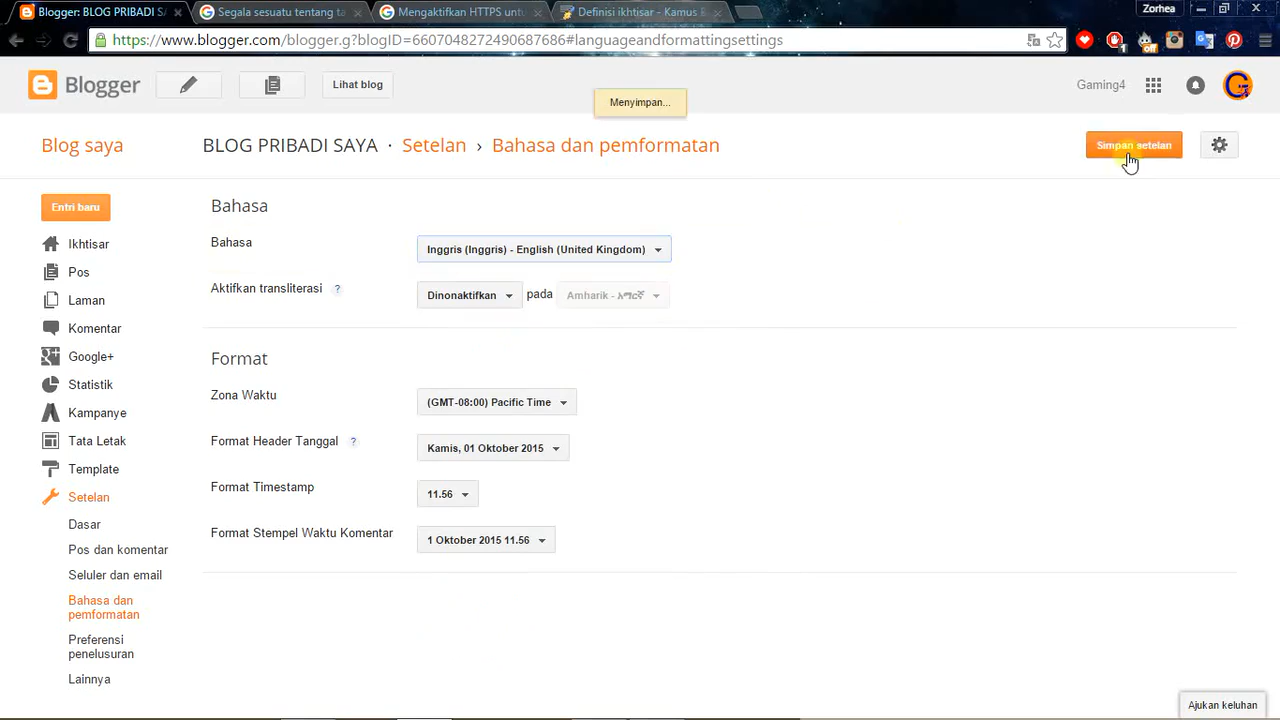 Blogger: BLOG PRIBADI SA
Segala sesuatu tentang ta
Mengaktifkan HTTPS untu
Definisi ikhtisar - Kamus B
Zorhea
https://www.blogger.com/blogger.g?blogID=6607048272490687686#languageandformattingsettings
Blogger
Lihat blog
Menyimpan...
Gaming4
Blog saya
BLOG PRIBADI SAYA · Setelan › Bahasa dan pemformatan
Simpan setelan
Entri baru
Ikhtisar
Pos
Laman
Komentar
Google+
Statistik
Kampanye
Tata Letak
Template
Setelan
Dasar
Pos dan komentar
Seluler dan email
Bahasa dan
pemformatan
Preferensi
penelusuran
Lainnya
Bahasa
Bahasa
Inggris (Inggris) - English (United Kingdom)
Aktifkan transliterasi ?
Dinonaktifkan pada Amharik - አማርኛ
Format
Zona Waktu
(GMT-08:00) Pacific Time
Format Header Tanggal ?
Kamis, 01 Oktober 2015
Format Timestamp
11.56
Format Stempel Waktu Komentar
1 Oktober 2015 11.56
Ajukan keluhan